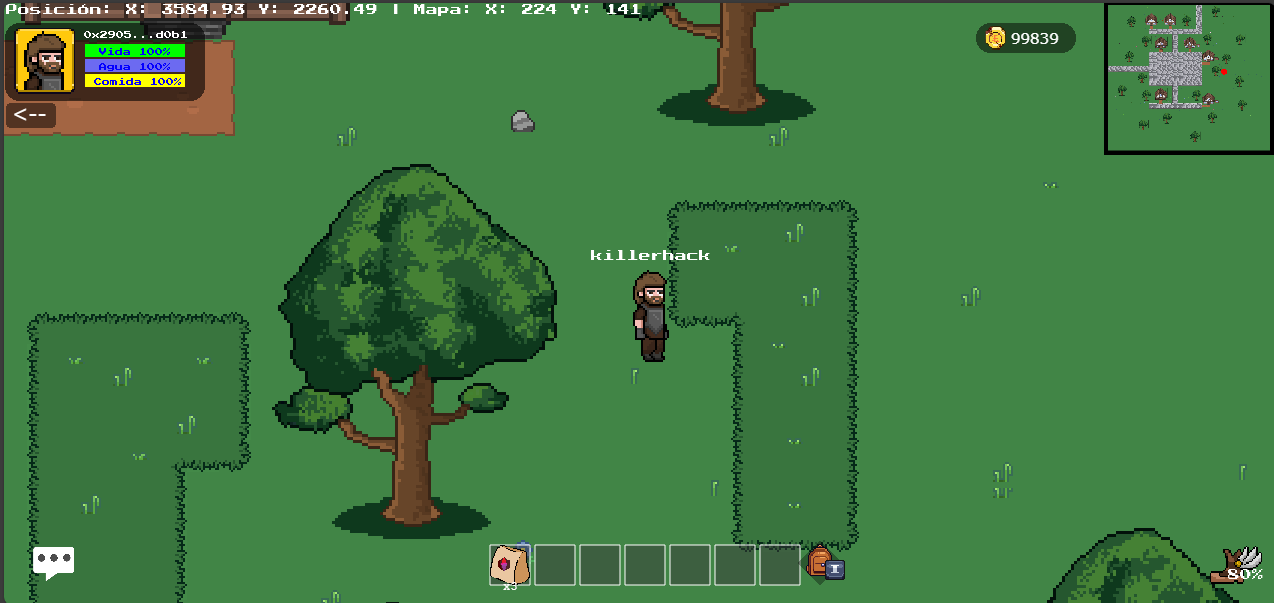 Posición: X: 3584.93 Y: 2260.49 | Mapa: X: 224 Y: 141
0x2905...d0b1
Vida 100%
Agua 100%
Comida 100%
<--
99839
killerhack
x5
I
80%